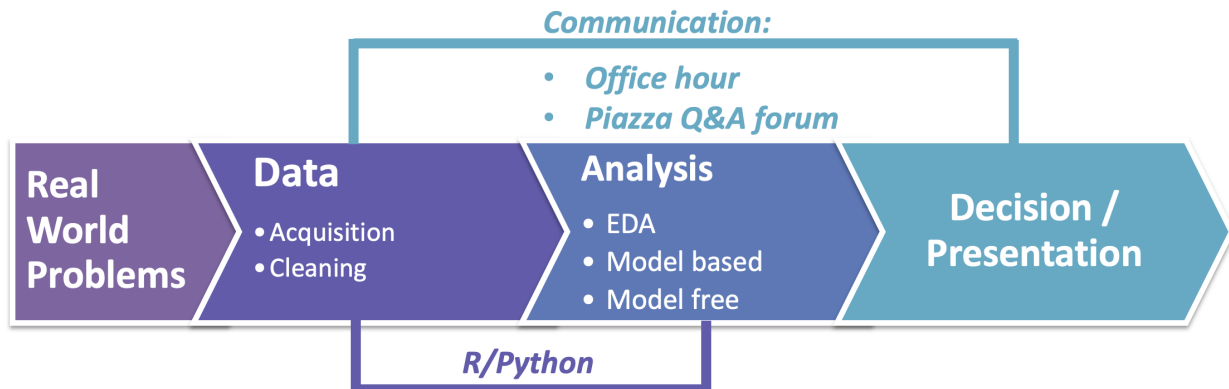 Communication:
• Office hour
• Piazza Q&A forum
Real
World
Problems
Data
• Acquisition
• Cleaning
Analysis
• EDA
• Model based
• Model free
Decision /
Presentation
R/Python